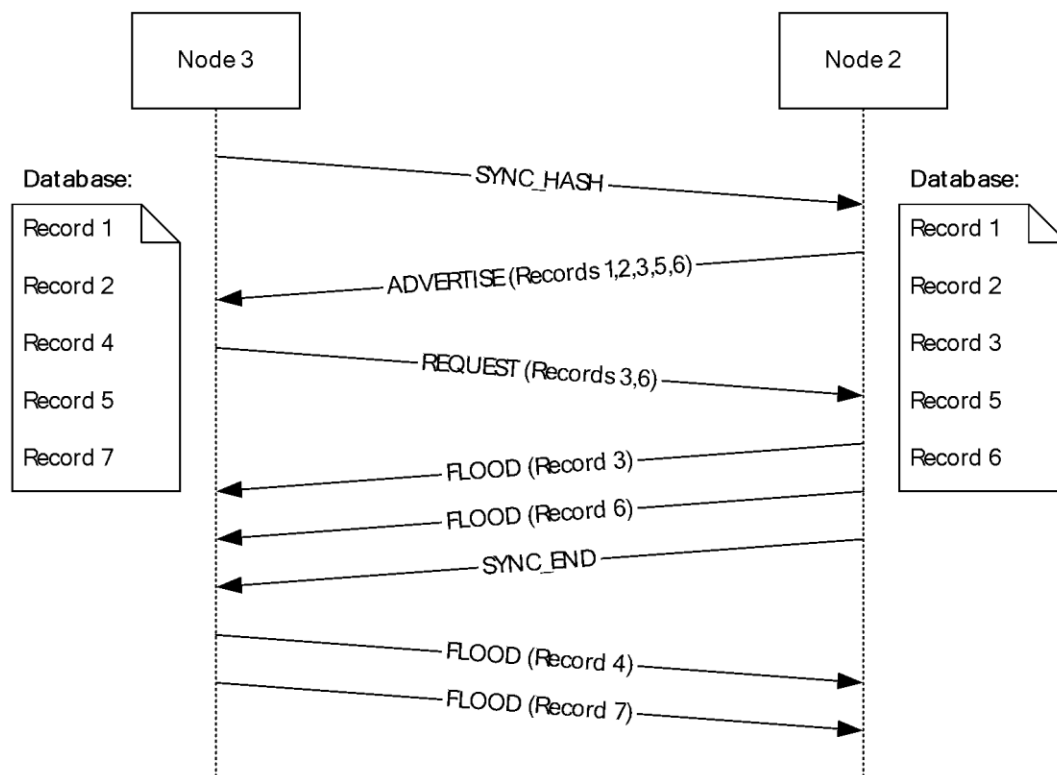 Node 3
Node 2
SYNC_HASH
Database:
Record 1
Record 2
Record 4
Record 5
Record 7
Database:
Record 1
Record 2
Record 3
Record 5
Record 6
ADVERTISE (Records 1,2,3,5,6)
REQUEST (Records 3,6)
FLOOD (Record 3)
FLOOD (Record 6)
SYNC_END
FLOOD (Record 4)
FLOOD (Record 7)